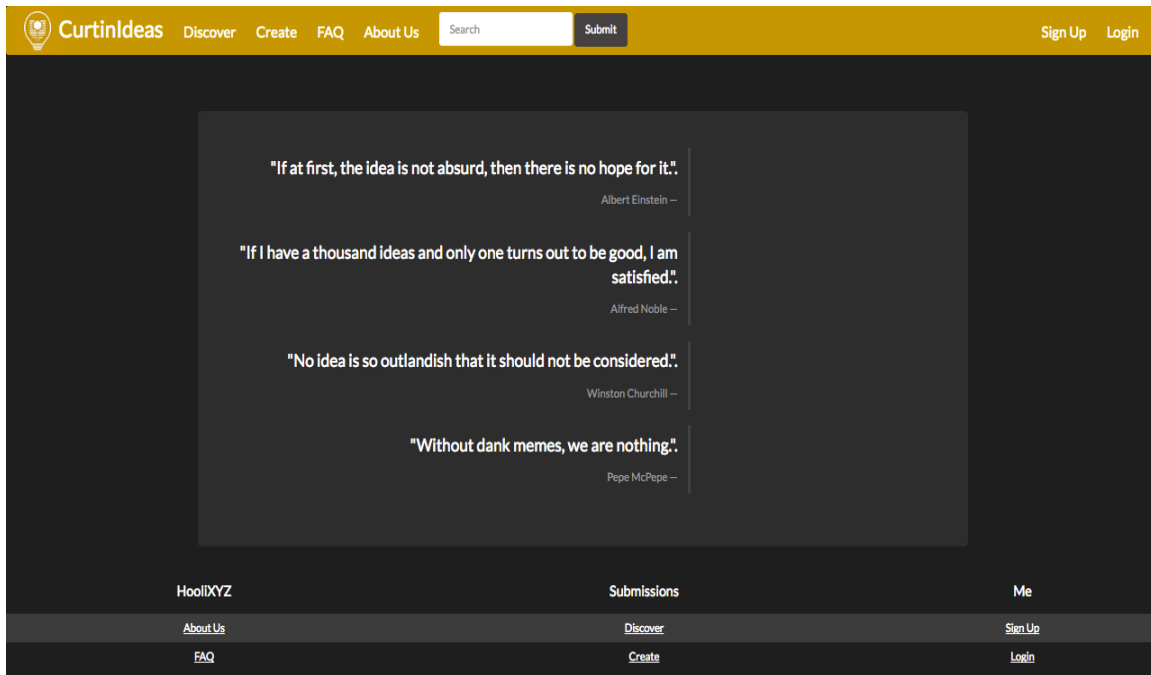 CurtinIdeas Discover Create FAQ About Us Search Submit Sign Up Login
"If at first, the idea is not absurd, then there is no hope for it.".
Albert Einstein —
"If I have a thousand ideas and only one turns out to be good, I am
satisfied.".
Alfred Noble —
"No idea is so outlandish that it should not be considered.".
Winston Churchill —
"Without dank memes, we are nothing.".
Pepe McPepe —
HooliXYZ Submissions Me
About Us Discover Sign Up
FAQ Create Login